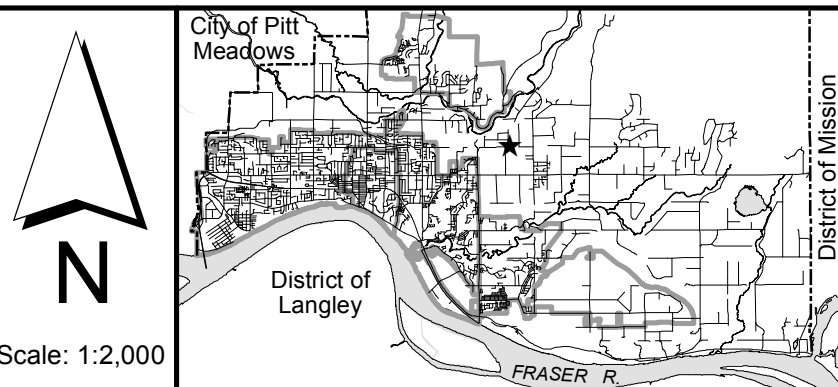 N
Scale: 1:2,000
City of Pitt
Meadows
District of
Langley
FRASER R.
District of Mission